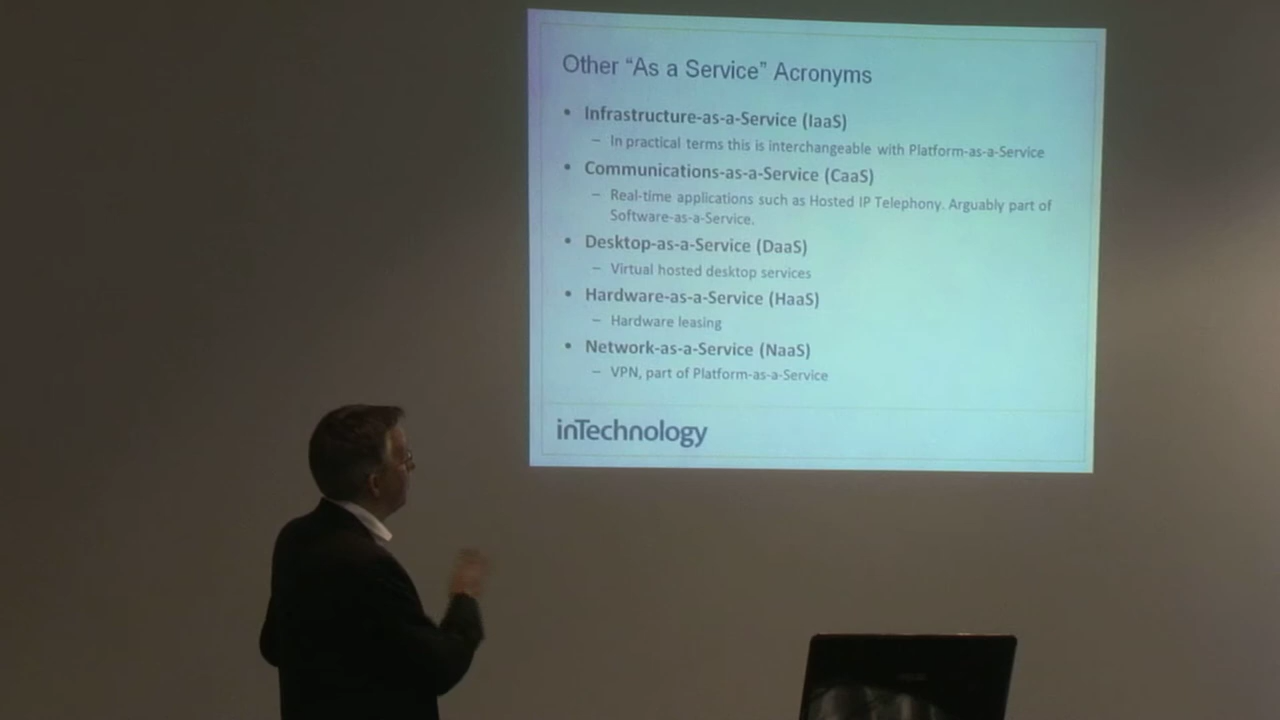 Other “As a Service” Acronyms
• Infrastructure-as-a-Service (IaaS)
– In practical terms this is interchangeable with Platform-as-a-Service
• Communications-as-a-Service (CaaS)
– Real-time applications such as Hosted IP Telephony. Arguably part of
Software-as-a-Service.
• Desktop-as-a-Service (DaaS)
– Virtual hosted desktop services
• Hardware-as-a-Service (HaaS)
– Hardware leasing
• Network-as-a-Service (NaaS)
– VPN, part of Platform-as-a-Service
inTechnology